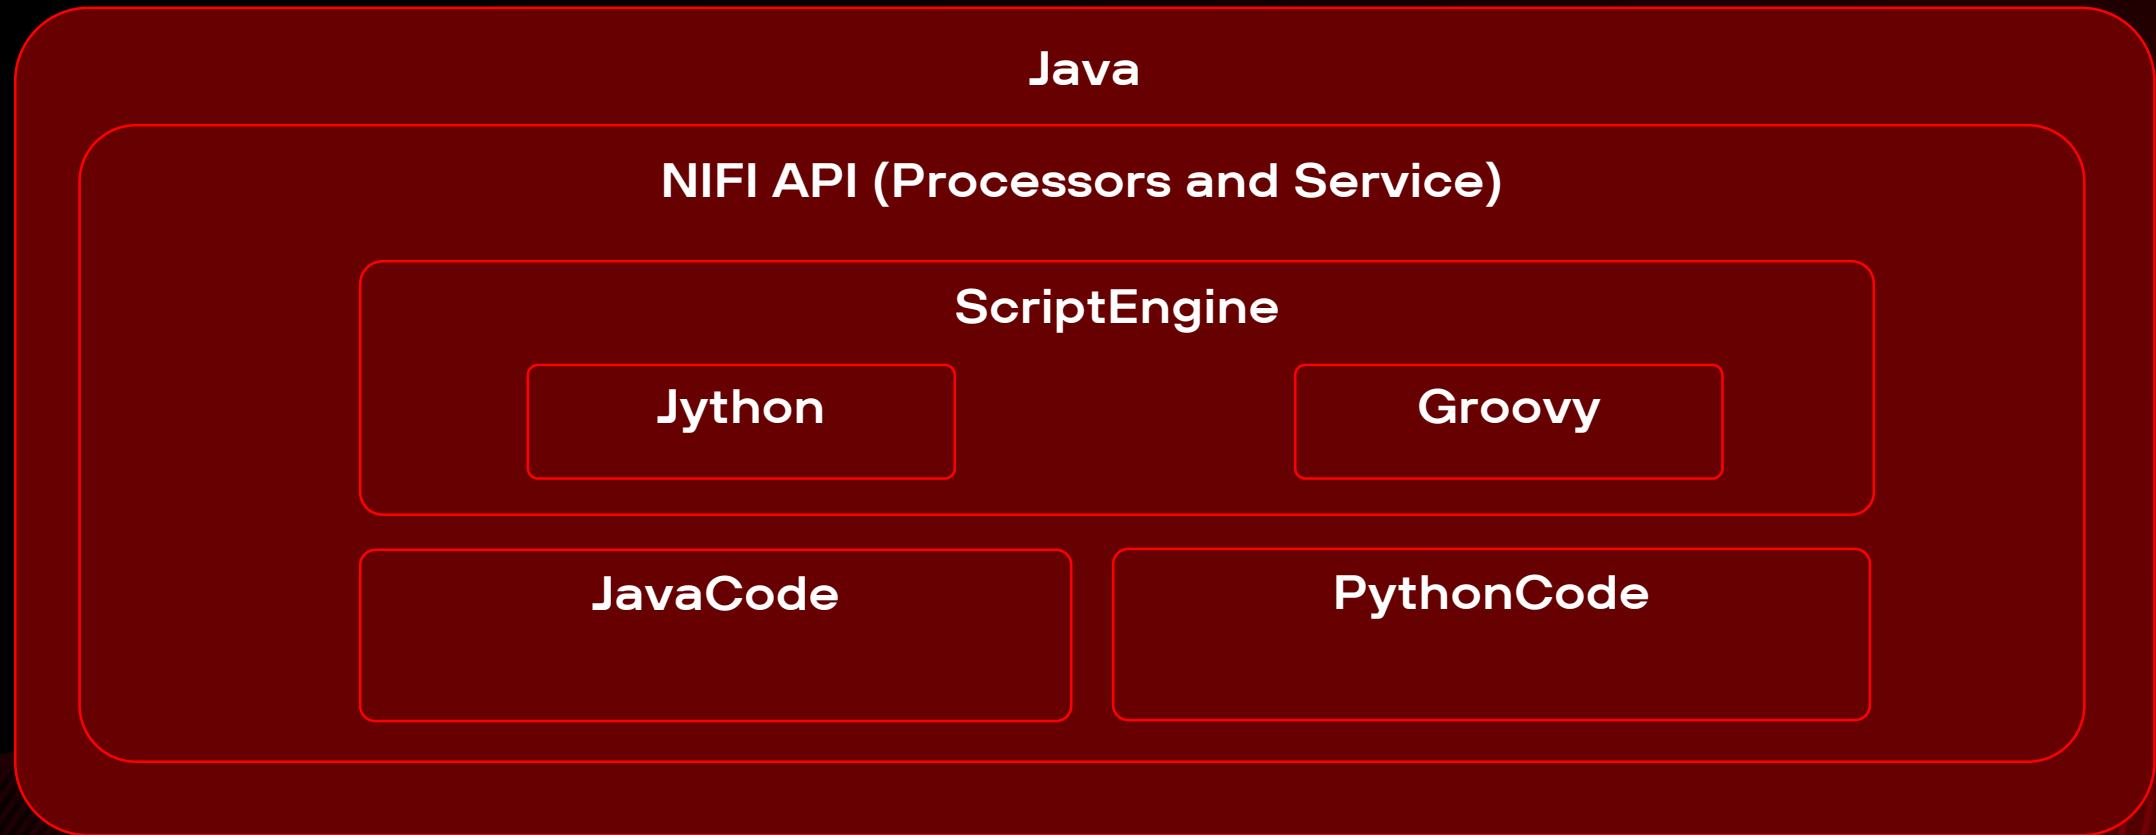 Java
NIFI API (Processors and Service)
ScriptEngine
Jython
Groovy
JavaCode
PythonCode